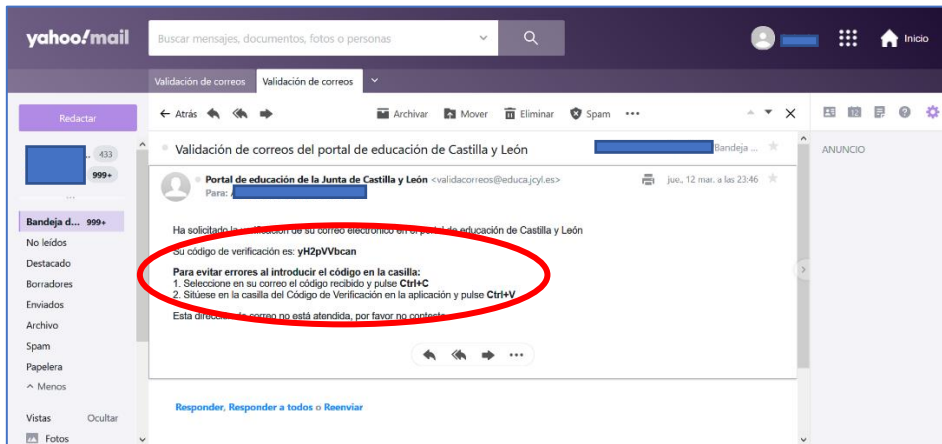 yahoo!mail
Buscar mensajes, documentos, fotos o personas
Inicio
Validación de correos
Validación de correos
Redactar
Atrás
Archivar
Mover
Eliminar
Spam
433
999+
Validación de correos del portal de educación de Castilla y León
Bandeja ...
ANUNCIO
Portal de educación de la Junta de Castilla y León <validacorreos@educa.jcyl.es>
jue., 12 mar. a las 23:46
Para:
Bandeja d... 999+
No leídos
Destacado
Borradores
Enviados
Archivo
Spam
Papelera
Menos
Vistas Ocultar
Fotos
Ha solicitado la verificación de su correo electrónico en el portal de educación de Castilla y León
Su código de verificación es: yH2pVVbcan
Para evitar errores al introducir el código en la casilla:
1. Seleccione en su correo el código recibido y pulse Ctrl+C
2. Sitúese en la casilla del Código de Verificación en la aplicación y pulse Ctrl+V
Esta dirección de correo no está atendida, por favor no conteste
Responder, Responder a todos o Reenviar